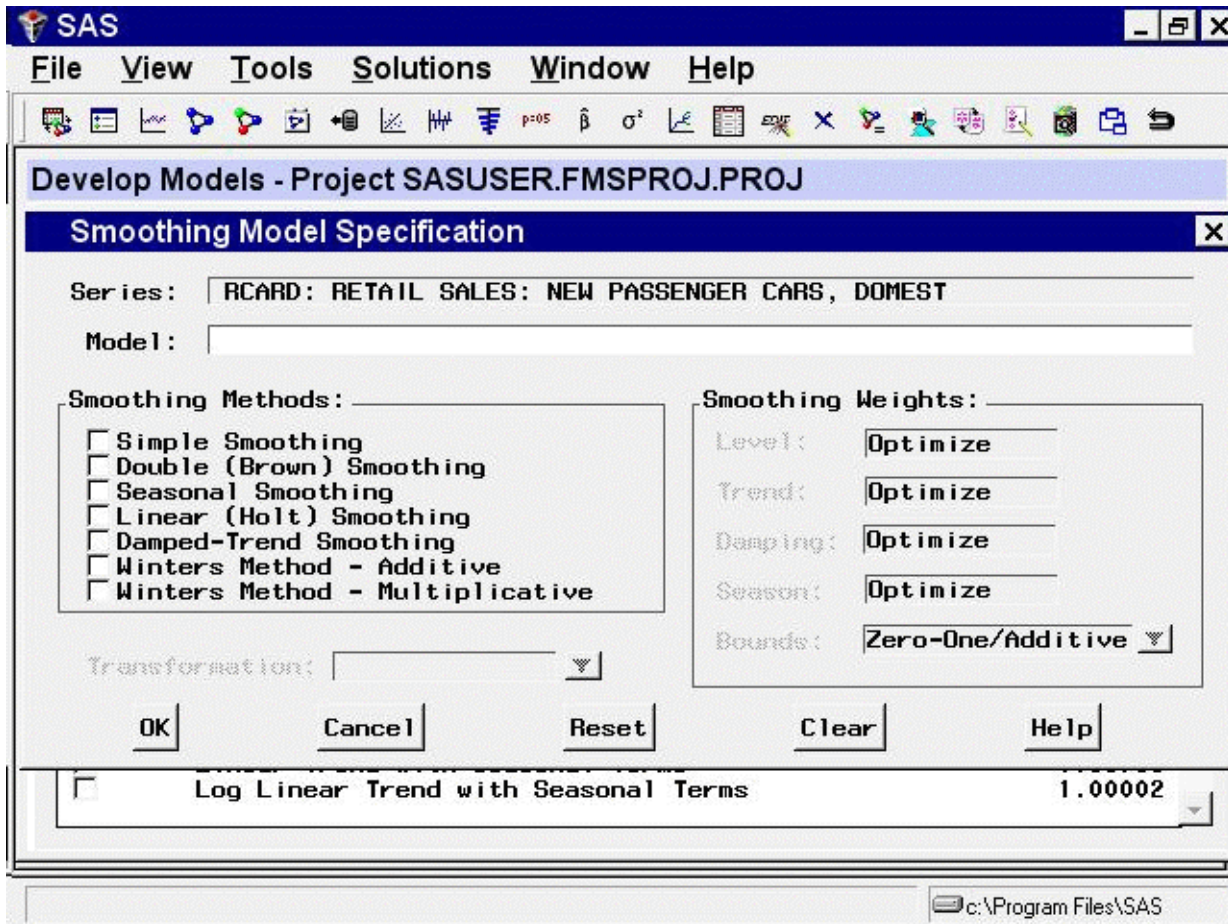 SAS
File View Tools Solutions Window Help
p=05 β̂ σ² EDIT
Develop Models - Project SASUSER.FMSPROJ.PROJ
Smoothing Model Specification
Series: RCARD: RETAIL SALES: NEW PASSENGER CARS, DOMEST
Model:
Smoothing Methods:
Simple Smoothing
Double (Brown) Smoothing
Seasonal Smoothing
Linear (Holt) Smoothing
Damped-Trend Smoothing
Winters Method - Additive
Winters Method - Multiplicative
Transformation:
Smoothing Weights:
Level: Optimize
Trend: Optimize
Damping: Optimize
Season: Optimize
Bounds: Zero-One/Additive
OK Cancel Reset Clear Help
Log Linear Trend with Seasonal Terms 1.00002
c:\Program Files\SAS